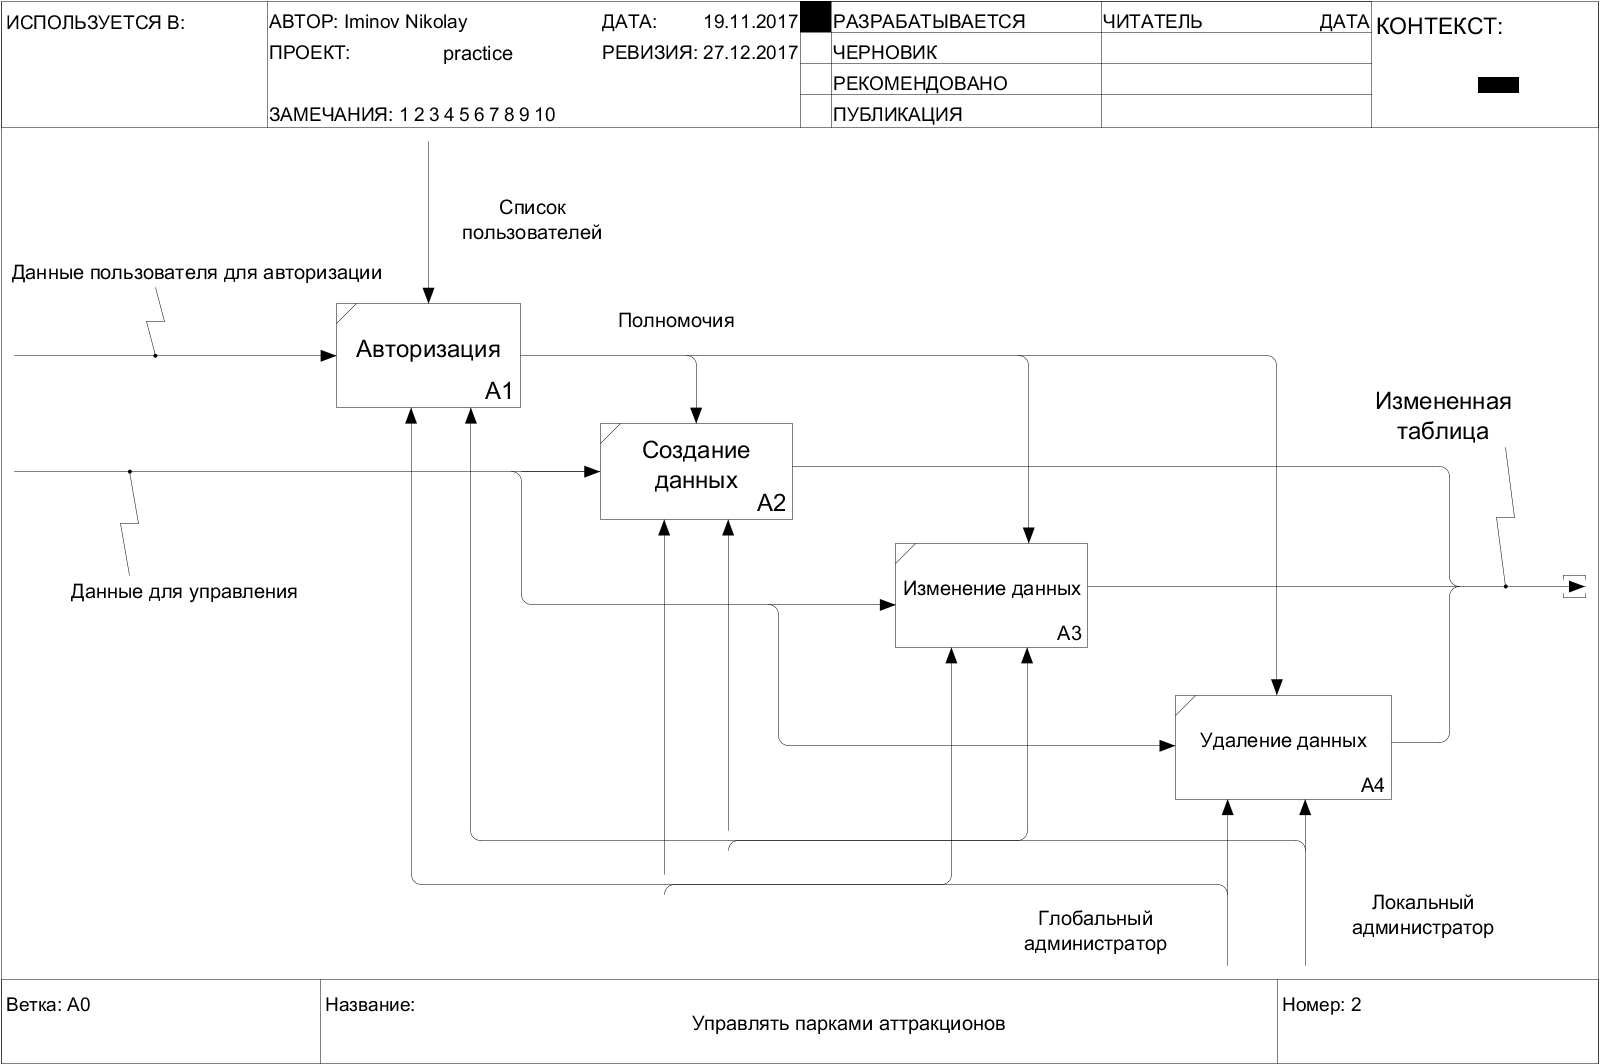 ИСПОЛЬЗУЕТСЯ В:
АВТОР: Iminov Nikolay
ДАТА: 19.11.2017
ПРОЕКТ: practice
РЕВИЗИЯ: 27.12.2017
ЗАМЕЧАНИЯ: 1 2 3 4 5 6 7 8 9 10
РАЗРАБАТЫВАЕТСЯ
ЧЕРНОВИК
РЕКОМЕНДОВАНО
ПУБЛИКАЦИЯ
ЧИТАТЕЛЬ
ДАТА
КОНТЕКСТ:
Список
пользователей
Данные пользователя для авторизации
Полномочия
Авторизация
A1
Измененная
таблица
Создание
данных
A2
Данные для управления
Изменение данных
A3
Удаление данных
A4
Глобальный
администратор
Локальный
администратор
Ветка: A0
Название:
Управлять парками аттракционов
Номер: 2